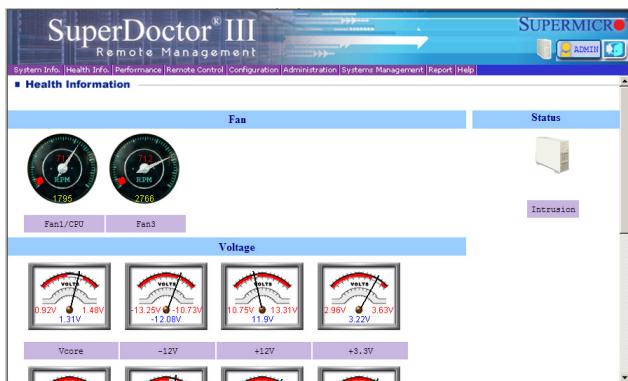 SuperDoctor® III
Remote Management
SUPERMICR
ADMIN
System Info. Health Info. Performance Remote Control Configuration Administration Systems Management Report Help
Health Information
Fan
Status
712
RPM
1795
712
RPM
2766
Fan1/CPU
Fan3
Intrusion
Voltage
VOLTS
0.92V 1.48V
1.31V
VOLTS
-13.25V -10.73V
-12.08V
VOLTS
10.75V 13.31V
11.9V
VOLTS
2.96V 3.63V
3.22V
Vcore
-12V
+12V
+3.3V